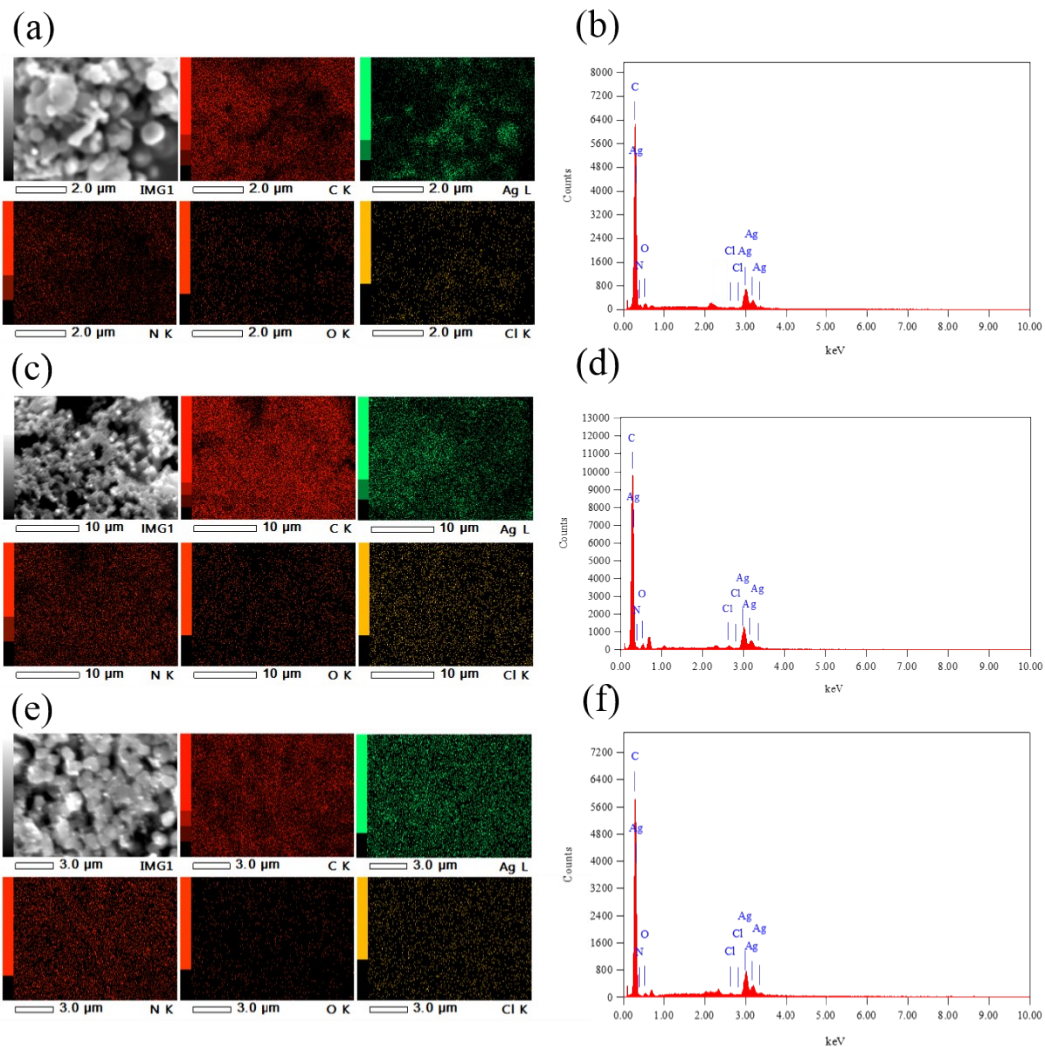 (a)
2.0 µm IMG1
2.0 µm C K
2.0 µm Ag L
2.0 µm N K
2.0 µm O K
2.0 µm Cl K
(b)
Counts
8000
7200
6400
5600
4800
4000
3200
2400
1600
800
0
C
Ag
N
O
Cl
Cl
Ag
Ag
Ag
0.00 1.00 2.00 3.00 4.00 5.00 6.00 7.00 8.00 9.00 10.00
keV
(c)
10 µm IMG1
10 µm C K
10 µm Ag L
10 µm N K
10 µm O K
10 µm Cl K
(d)
Counts
13000
12000
11000
10000
9000
8000
7000
6000
5000
4000
3000
2000
1000
0
C
Ag
N
O
Cl
Cl
Ag
Ag
Ag
0.00 1.00 2.00 3.00 4.00 5.00 6.00 7.00 8.00 9.00 10.00
keV
(e)
3.0 µm IMG1
3.0 µm C K
3.0 µm Ag L
3.0 µm N K
3.0 µm O K
3.0 µm Cl K
(f)
Counts
7200
6400
5600
4800
4000
3200
2400
1600
800
0
C
Ag
N
O
Cl
Cl
Ag
Ag
Ag
0.00 1.00 2.00 3.00 4.00 5.00 6.00 7.00 8.00 9.00 10.00
keV